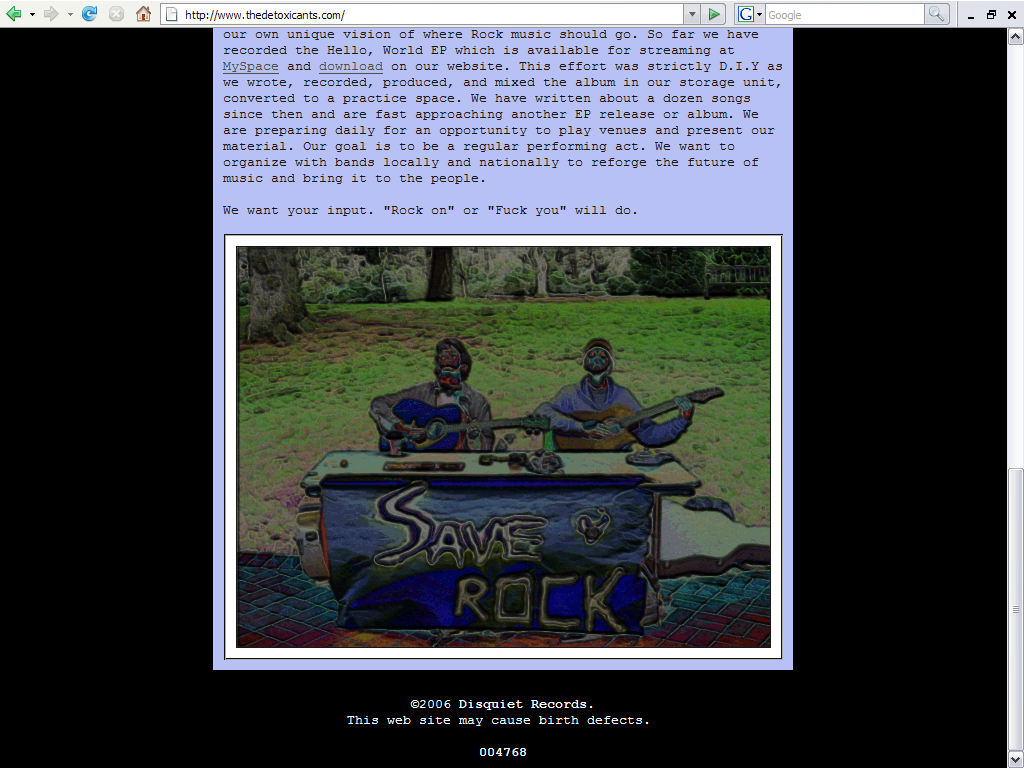 http://www.thedetoxicants.com/
Google
our own unique vision of where Rock music should go. So far we have
recorded the Hello, World EP which is available for streaming at
MySpace and download on our website. This effort was strictly D.I.Y as
we wrote, recorded, produced, and mixed the album in our storage unit,
converted to a practice space. We have written about a dozen songs
since then and are fast approaching another EP release or album. We
are preparing daily for an opportunity to play venues and present our
material. Our goal is to be a regular performing act. We want to
organize with bands locally and nationally to reforge the future of
music and bring it to the people.
We want your input. "Rock on" or "Fuck you" will do.
SAVE
ROCK
©2006 Disquiet Records.
This web site may cause birth defects.
004768